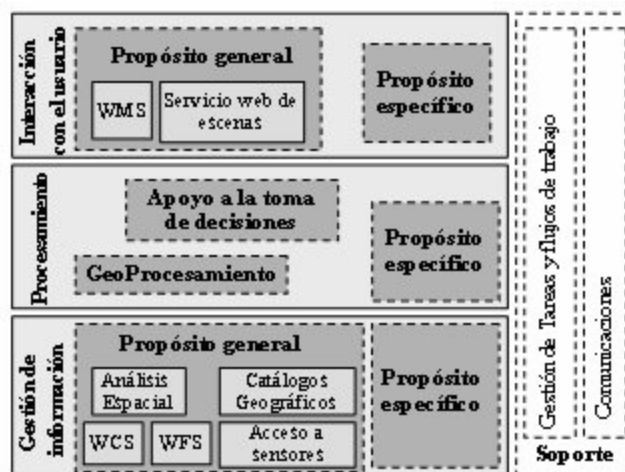 Interacción
con el usuario
Propósito general
WMS
Servicio web de
escenas
Propósito
específico
Procesamiento
Apoyo a la toma
de decisiones
GeoProcesamiento
Propósito
específico
Gestión de
información
Propósito general
Análisis
Espacial
Catálogos
Geográficos
WCS
WFS
Acceso a
sensores
Propósito
específico
Gestión de Tareas y flujos de trabajo
Comunicaciones
Soporte